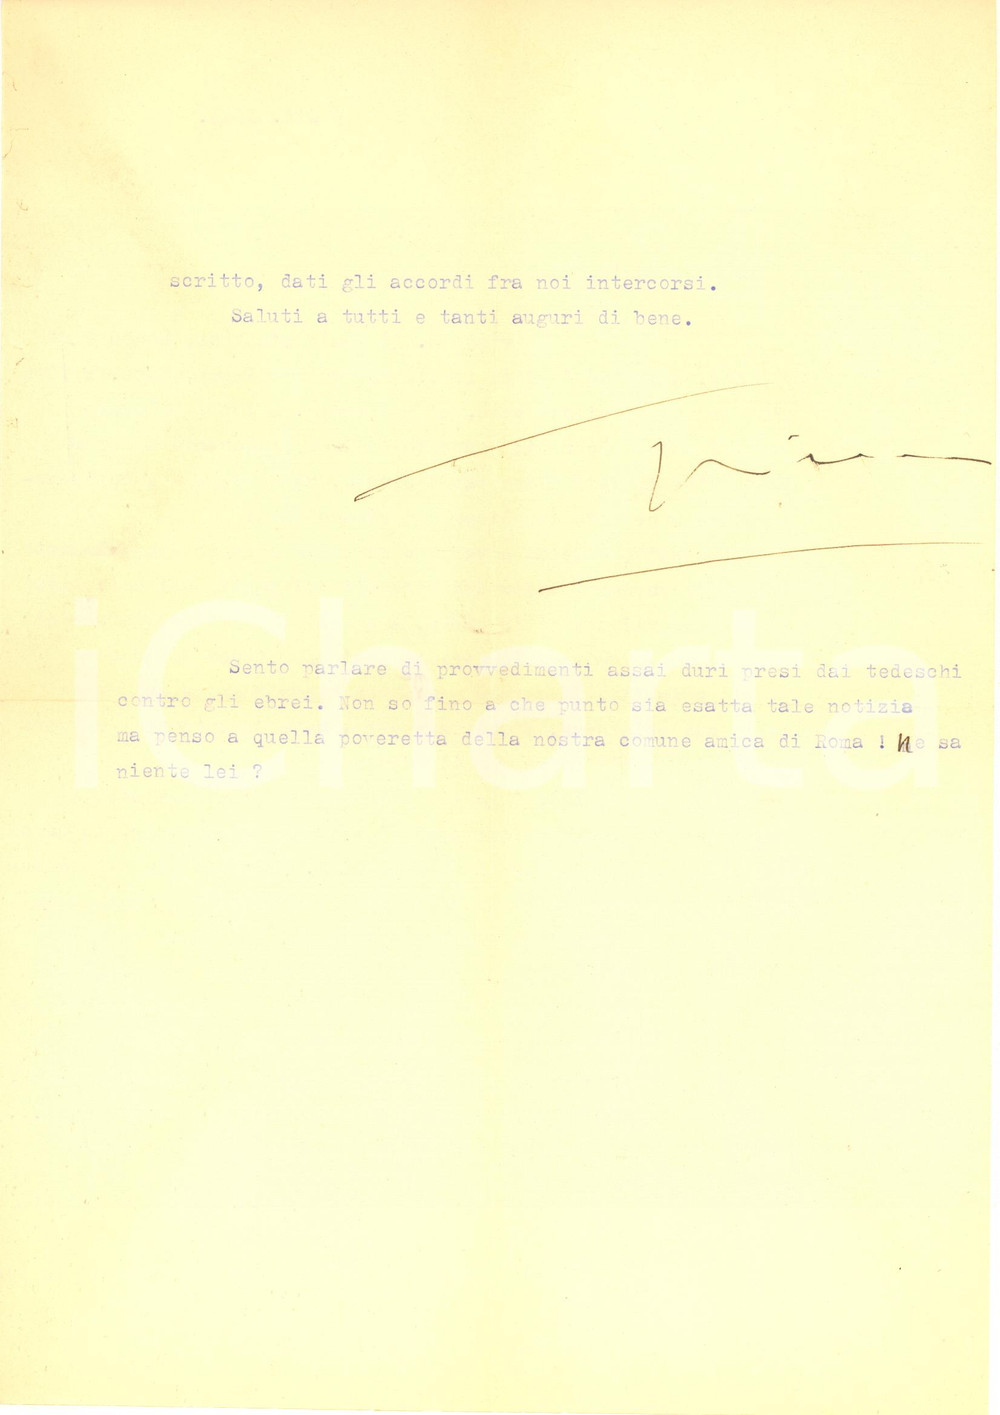 scritto, dati gli accordi fra noi intercorsi.
Saluti a tutti e tanti auguri di bene.
Sento parlare di provvedimenti assai duri presi dai tedeschi
contro gli ebrei. Non so fino a che punto sia esatta tale notizia
ma penso a quella poveretta della nostra comune amica di Roma ! Ne sa
niente lei ?
iCharta